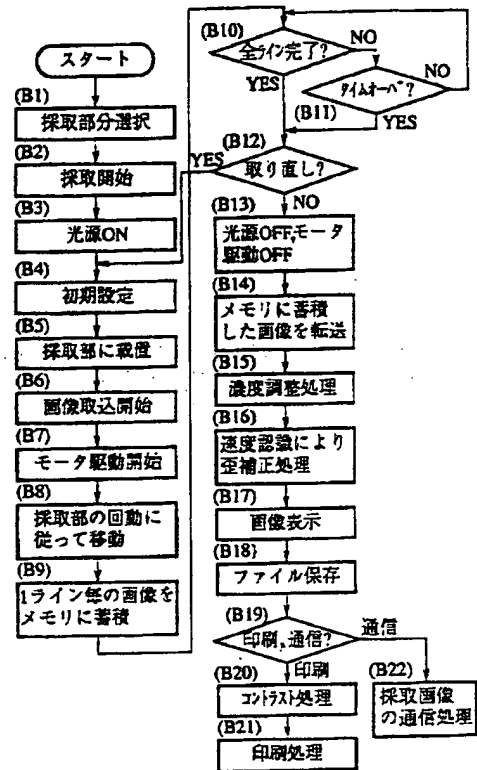 スタート
(B1)
採取部分選択
(B2)
採取開始
(B3)
光源ON
(B4)
初期設定
(B5)
採取部に載置
(B6)
画像取込開始
(B7)
モータ駆動開始
(B8)
採取部の回動に
従って移動
(B9)
1ライン毎の画像を
メモリに蓄積
(B10)
全ライン完了?
NO
YES
(B11)
タイムオーバ?
NO
YES
(B12)
取り直し?
YES
NO
(B13)
光源OFF,モータ
駆動OFF
(B14)
メモリに蓄積
した画像を転送
(B15)
濃度調整処理
(B16)
速度認識により
歪補正処理
(B17)
画像表示
(B18)
ファイル保存
(B19)
印刷、通信?
通信
印刷
(B20)
コントラスト処理
(B21)
印刷処理
(B22)
採取画像
の通信処理